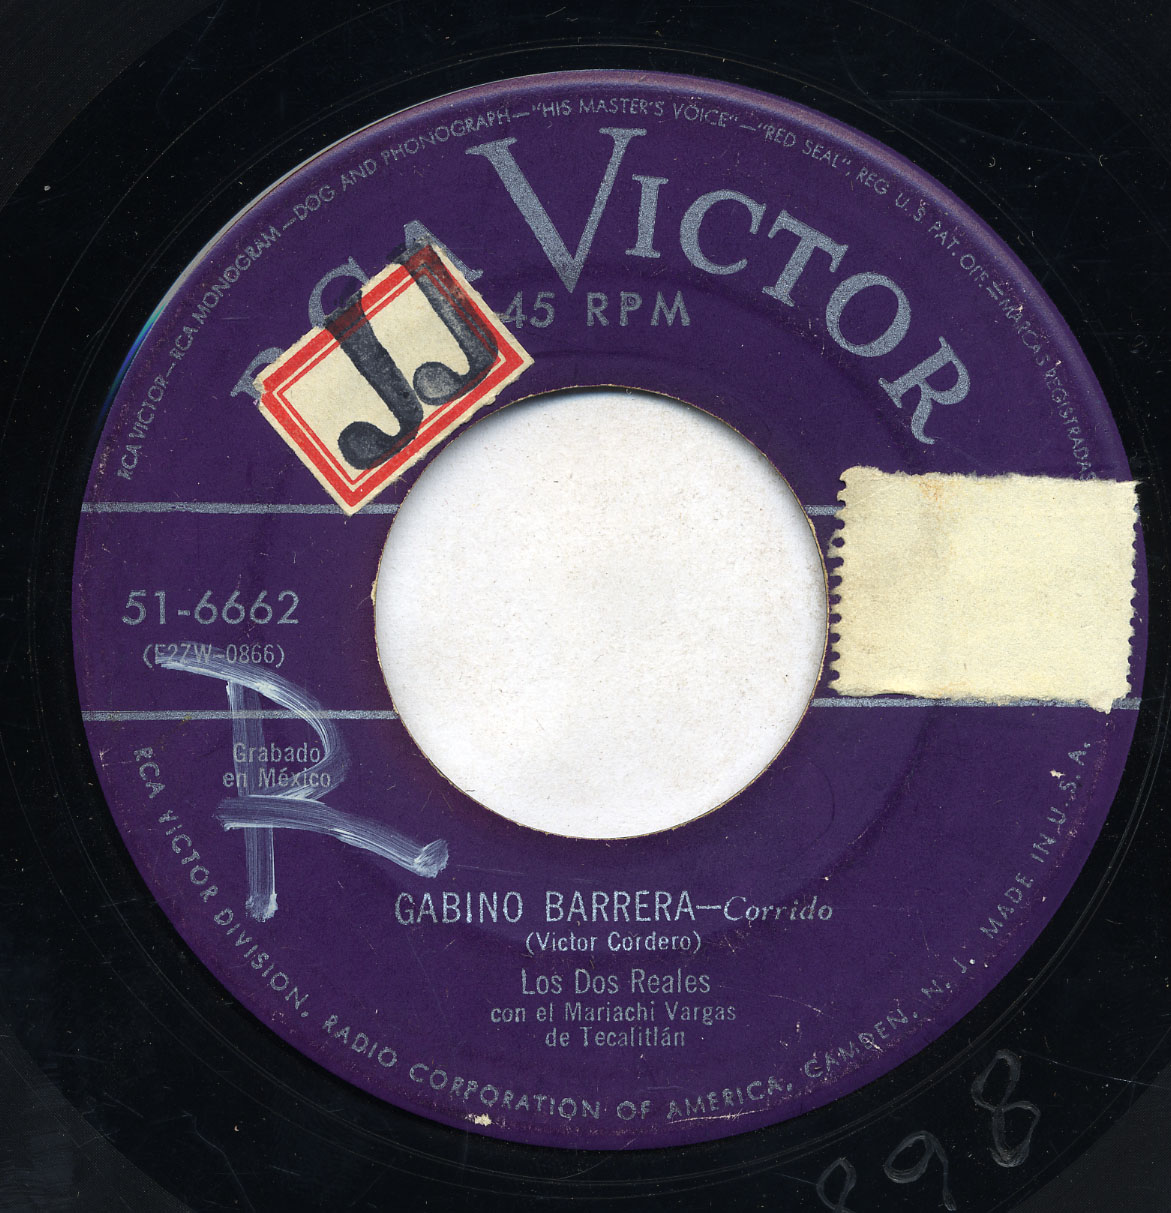 RCA VICTOR—RCA MONOGRAM—DOG AND PHONOGRAPH—"HIS MASTER'S VOICE"—"RED SEAL", REG U.S. PAT. OFF.—MARCAS REGISTRADAS
RCA VICTOR
45 RPM
JJ
51-6662
(F27W-0866)
R
Grabado
en México
GABINO BARRERA—Corrido
(Victor Cordero)
Los Dos Reales
con el Mariachi Vargas
de Tecalitlán
RCA VICTOR DIVISION, RADIO CORPORATION OF AMERICA, CAMDEN, N. J. MADE IN U. S. A.
898